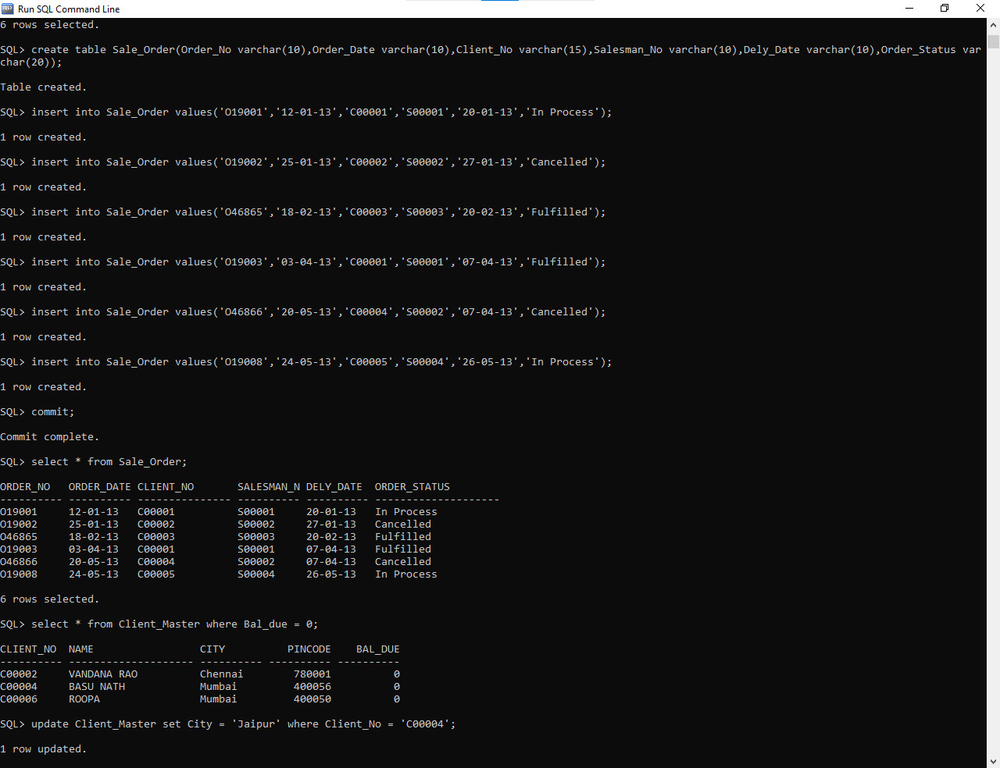 Run SQL Command Line
6 rows selected.
SQL> create table Sale_Order(Order_No varchar(10),Order_Date varchar(10),Client_No varchar(15),Salesman_No varchar(10),Dely_Date varchar(10),Order_Status var
char(20));
Table created.
SQL> insert into Sale_Order values('O19001','12-01-13','C00001','S00001','20-01-13','In Process');
1 row created.
SQL> insert into Sale_Order values('O19002','25-01-13','C00002','S00002','27-01-13','Cancelled');
1 row created.
SQL> insert into Sale_Order values('O46865','18-02-13','C00003','S00003','20-02-13','Fulfilled');
1 row created.
SQL> insert into Sale_Order values('O19003','03-04-13','C00001','S00001','07-04-13','Fulfilled');
1 row created.
SQL> insert into Sale_Order values('O46866','20-05-13','C00004','S00002','07-04-13','Cancelled');
1 row created.
SQL> insert into Sale_Order values('O19008','24-05-13','C00005','S00004','26-05-13','In Process');
1 row created.
SQL> commit;
Commit complete.
SQL> select * from Sale_Order;
ORDER_NO   ORDER_DATE CLIENT_NO       SALESMAN_N DELY_DATE  ORDER_STATUS
---------- ---------- --------------- ---------- ---------- --------------------
O19001     12-01-13   C00001          S00001     20-01-13   In Process
O19002     25-01-13   C00002          S00002     27-01-13   Cancelled
O46865     18-02-13   C00003          S00003     20-02-13   Fulfilled
O19003     03-04-13   C00001          S00001     07-04-13   Fulfilled
O46866     20-05-13   C00004          S00002     07-04-13   Cancelled
O19008     24-05-13   C00005          S00004     26-05-13   In Process
6 rows selected.
SQL> select * from Client_Master where Bal_due = 0;
CLIENT_NO  NAME                 CITY          PINCODE    BAL_DUE
---------- -------------------- ---------- ---------- ----------
C00002     VANDANA RAO          Chennai        780001          0
C00004     BASU NATH            Mumbai         400056          0
C00006     ROOPA                Mumbai         400050          0
SQL> update Client_Master set City = 'Jaipur' where Client_No = 'C00004';
1 row updated.